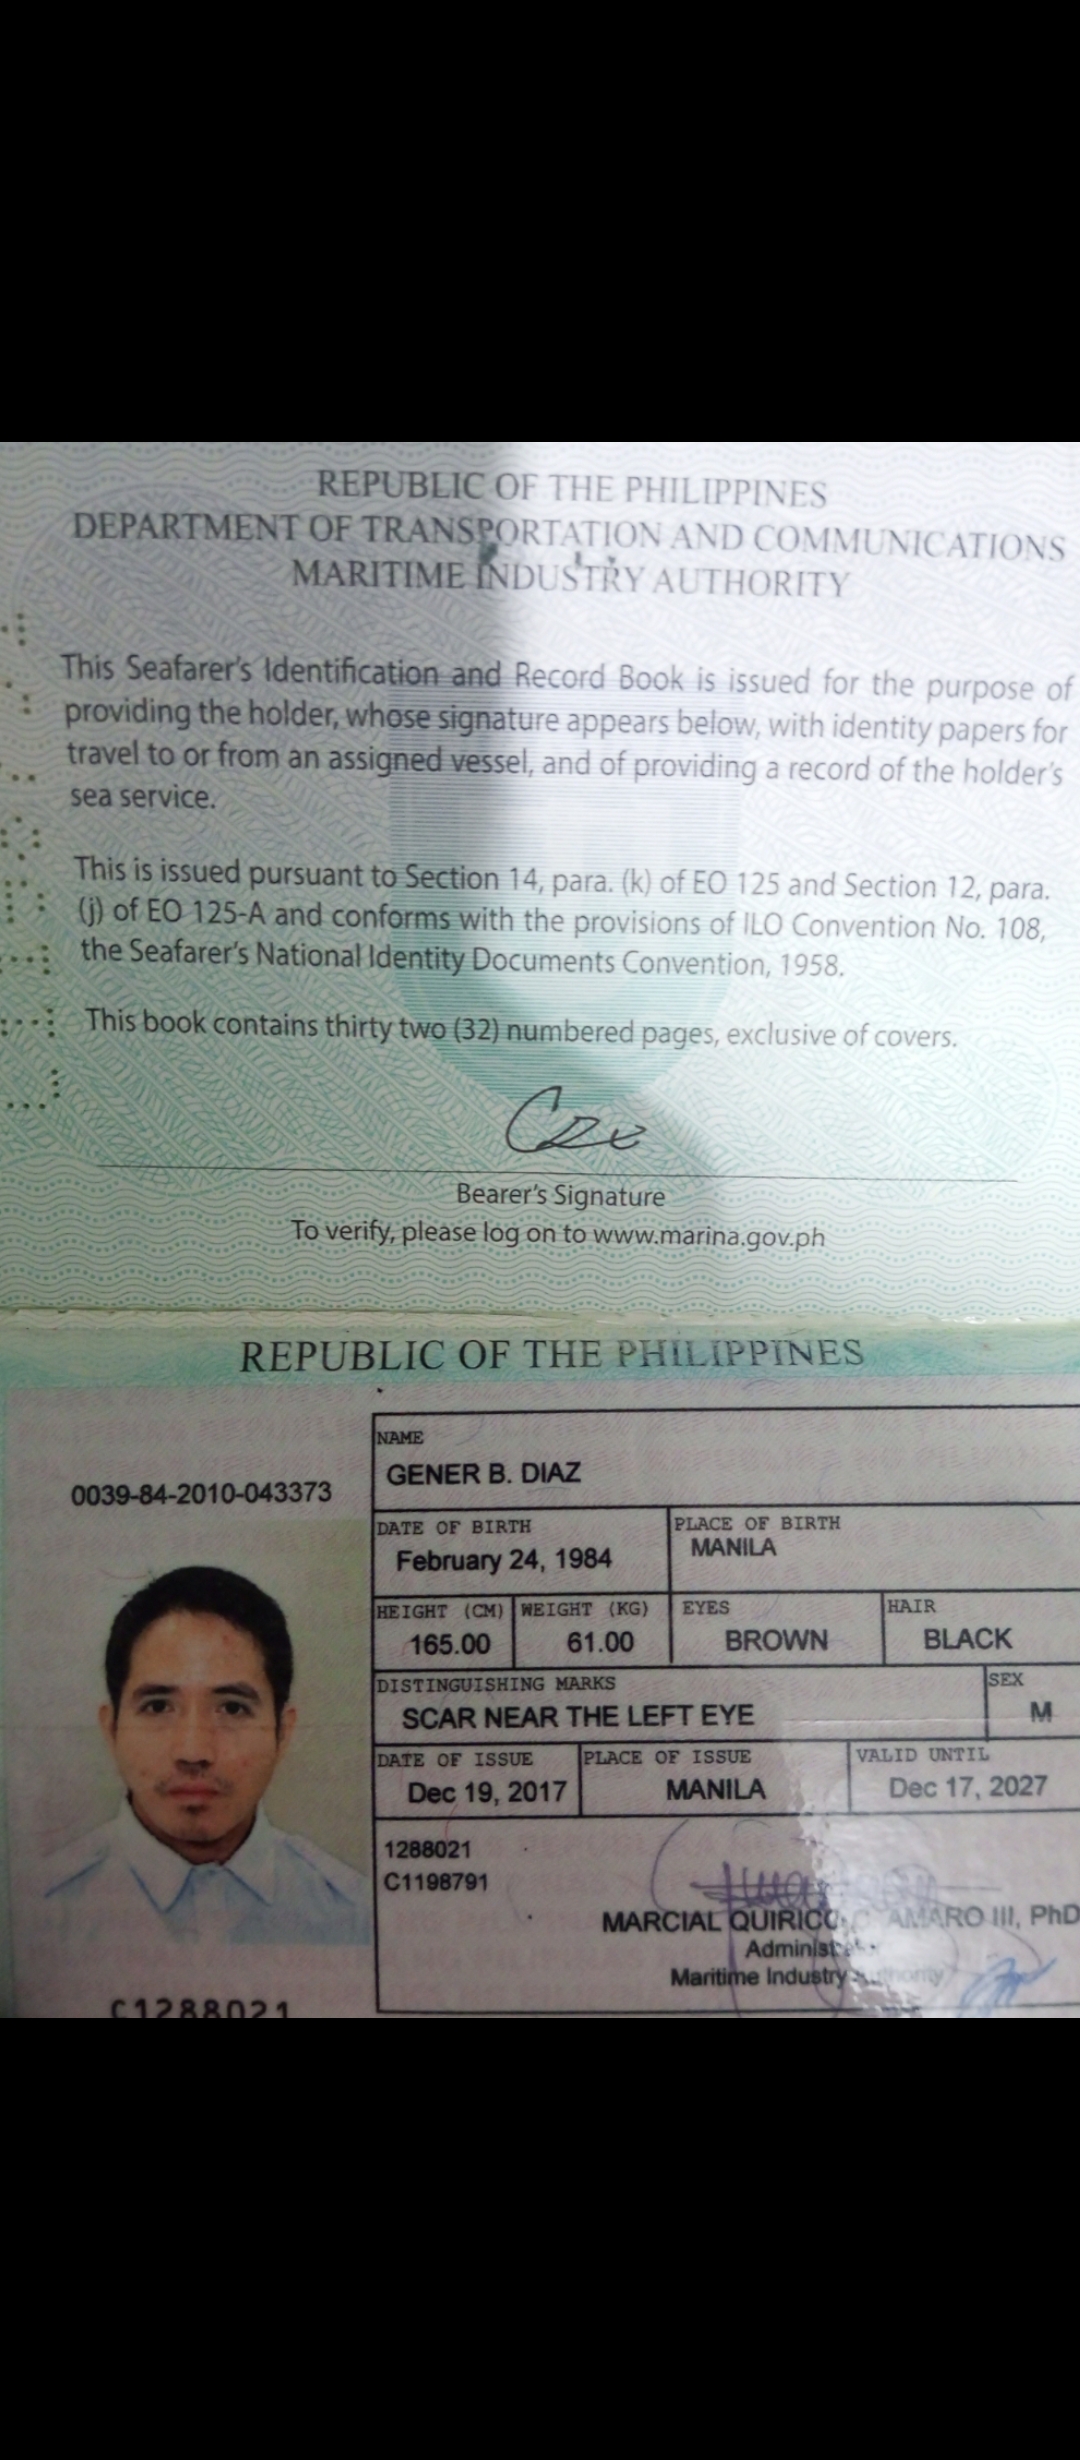 REPUBLIC OF THE PHILIPPINES
DEPARTMENT OF TRANSPORTATION AND COMMUNICATIONS
MARITIME INDUSTRY AUTHORITY
This Seafarer's Identification and Record Book is issued for the purpose of
providing the holder, whose signature appears below, with identity papers for
travel to or from an assigned vessel, and of providing a record of the holder's
sea service.
This is issued pursuant to Section 14, para. (k) of EO 125 and Section 12, para.
(j) of EO 125-A and conforms with the provisions of ILO Convention No. 108,
the Seafarer's National Identity Documents Convention, 1958.
This book contains thirty two (32) numbered pages, exclusive of covers.
Bearer's Signature
To verify, please log on to www.marina.gov.ph
REPUBLIC OF THE PHILIPPINES
0039-84-2010-043373
NAME
GENER B. DIAZ
DATE OF BIRTH PLACE OF BIRTH
February 24, 1984 MANILA
HEIGHT (CM) WEIGHT (KG) EYES HAIR
165.00 61.00 BROWN BLACK
DISTINGUISHING MARKS SEX
SCAR NEAR THE LEFT EYE M
DATE OF ISSUE PLACE OF ISSUE VALID UNTIL
Dec 19, 2017 MANILA Dec 17, 2027
1288021
C1198791
MARCIAL QUIRICO C. AMARO III, PhD
Administrator
Maritime Industry Authority
C1288021